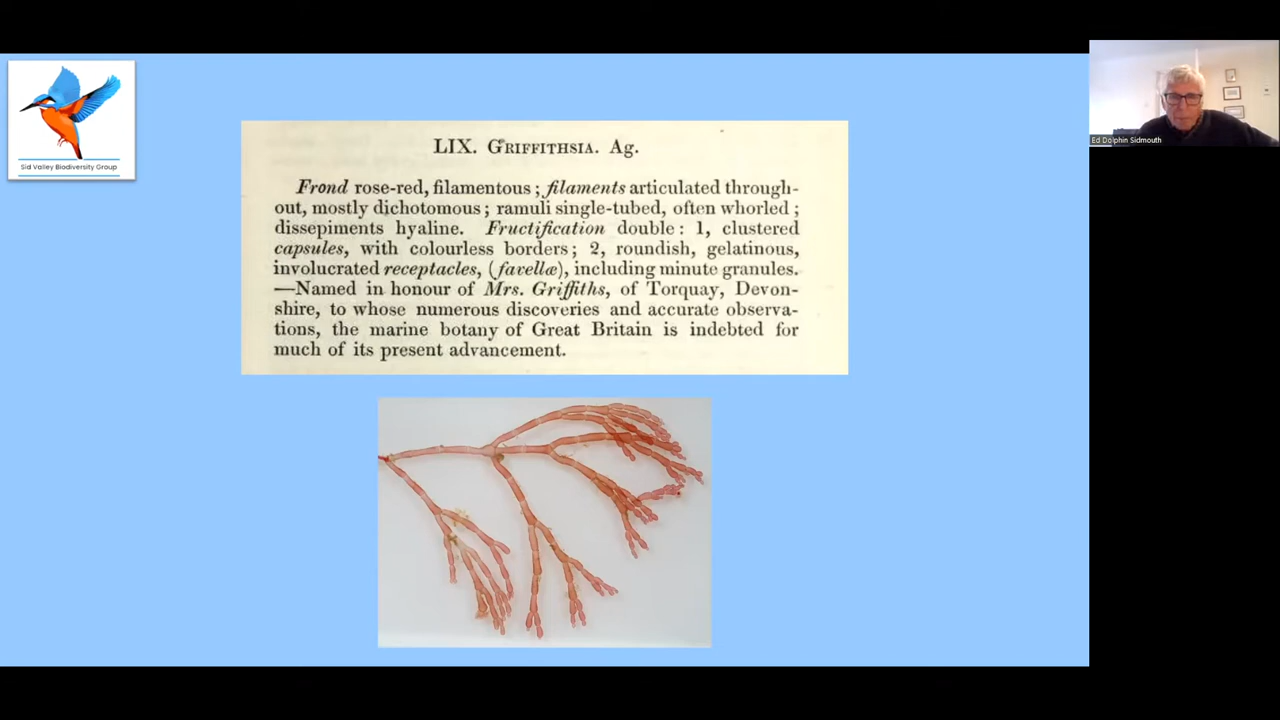 Sid Valley Biodiversity Group
LIX. GRIFFITHSIA. Ag.
Frond rose-red, filamentous; filaments articulated through-
out, mostly dichotomous; ramuli single-tubed, often whorled;
dissepiments hyaline. Fructification double: 1, clustered
capsules, with colourless borders; 2, roundish, gelatinous,
involucrated receptacles, (favellæ), including minute granules.
—Named in honour of Mrs. Griffiths, of Torquay, Devon-
shire, to whose numerous discoveries and accurate observa-
tions, the marine botany of Great Britain is indebted for
much of its present advancement.
Ed Dolphin Sidmouth